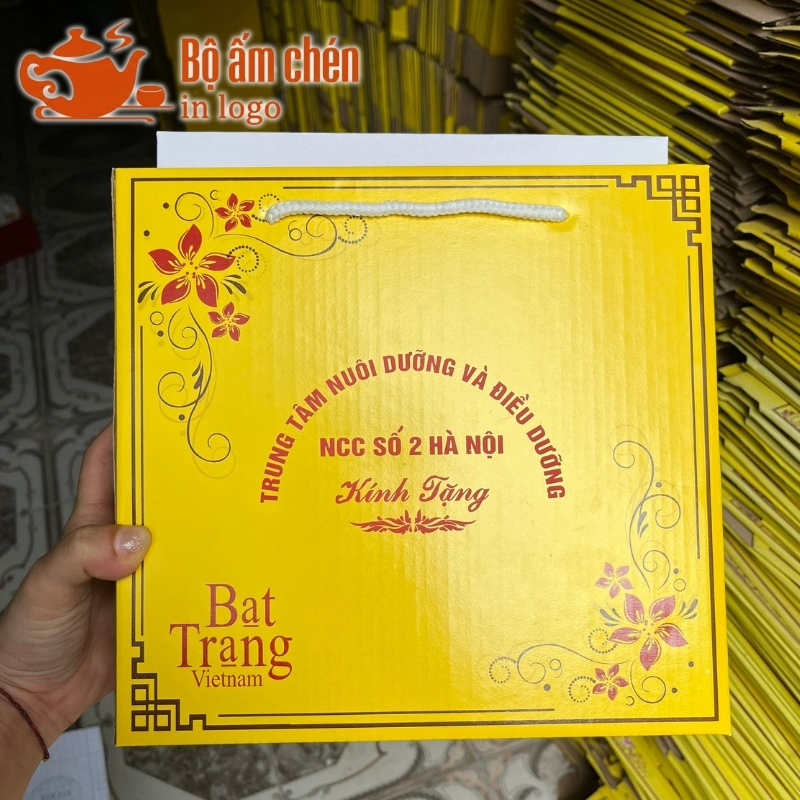 Bộ ấm chén
in logo
TRUNG TÂM NUÔI DƯỠNG VÀ ĐIỀU DƯỠNG
NCC SỐ 2 HÀ NỘI
Kính Tặng
Bat
Trang
Vietnam